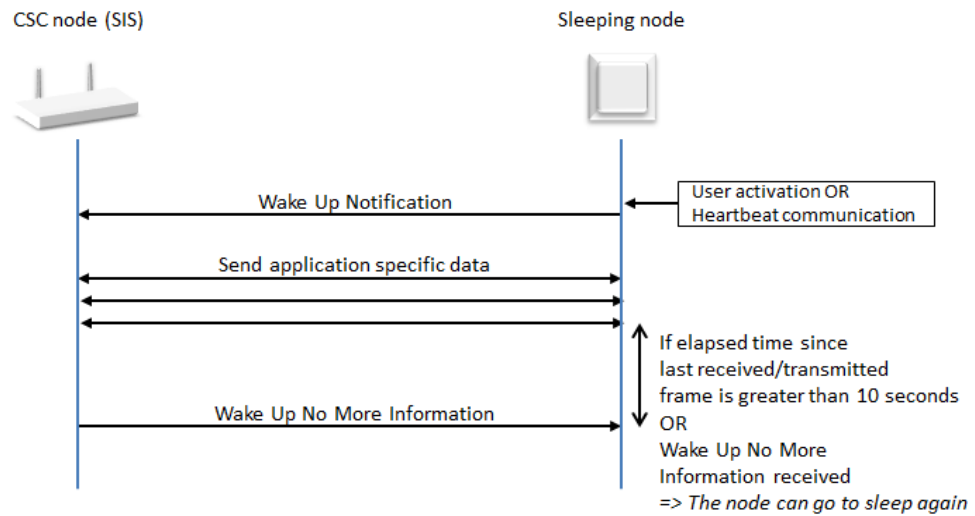 CSC node (SIS)
Sleeping node
User activation OR
Heartbeat communication
Wake Up Notification
Send application specific data
If elapsed time since
last received/transmitted
frame is greater than 10 seconds
OR
Wake Up No More
Information received
=> The node can go to sleep again
Wake Up No More Information